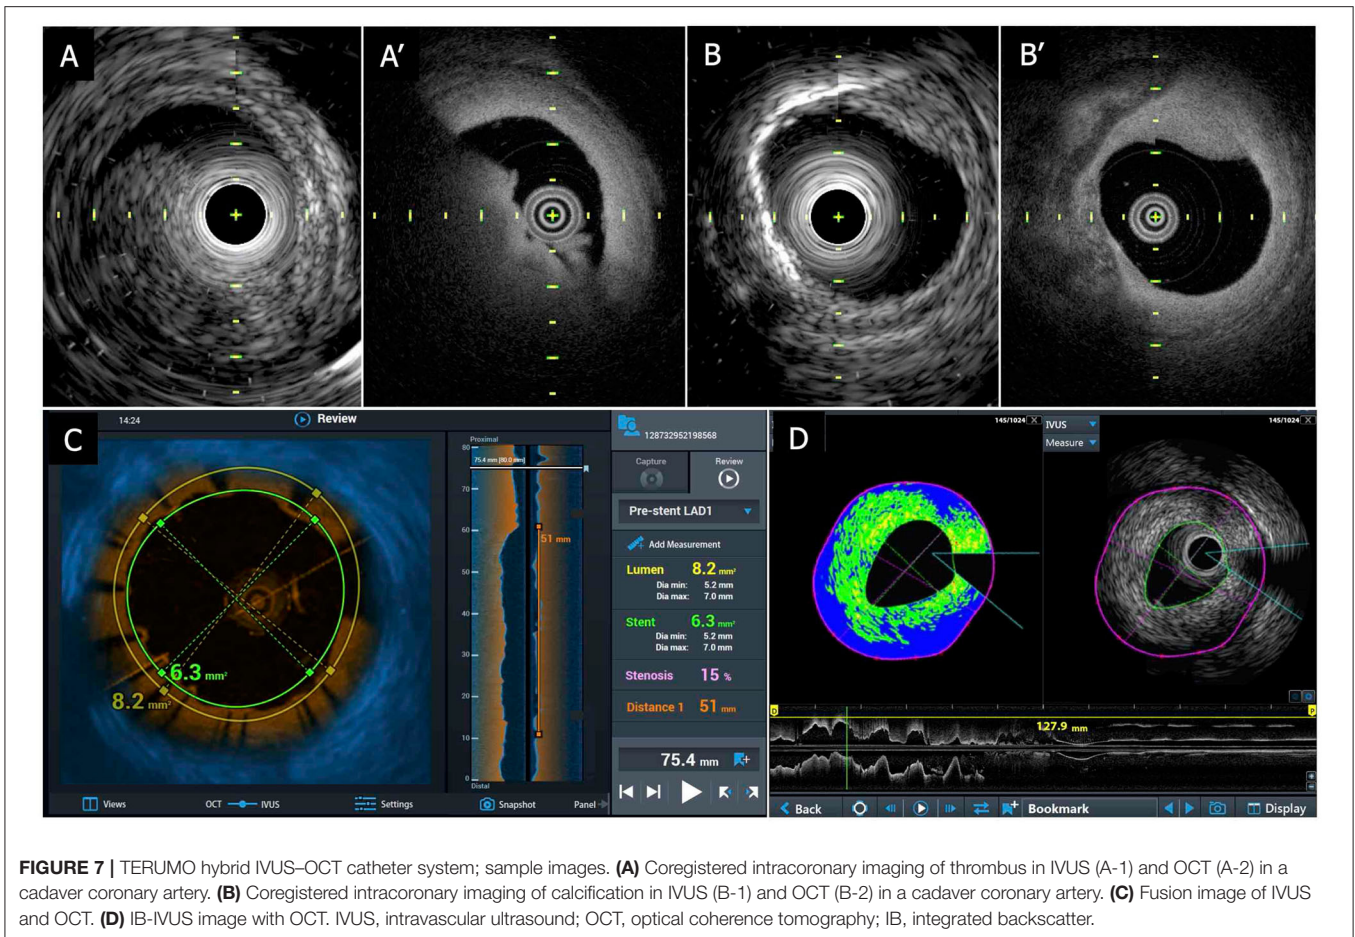 A
A′
B
B′
C
14:24
Review
8.2 mm²
6.3 mm²
Proximal
80
75.4 mm (80.0 mm)
70
60
51 mm
50
40
30
20
10
0
Distal
Views
OCT
IVUS
Settings
Snapshot
Panel
128732952198568
Capture
Review
Pre-stent LAD1
Add Measurement
Lumen 8.2 mm²
Dia min: 5.2 mm
Dia max: 7.0 mm
Stent 6.3 mm²
Dia min: 5.2 mm
Dia max: 7.0 mm
Stenosis 15 %
Distance 1 51 mm
75.4 mm
D
145/1024
IVUS
Measure
145/1024
D
P
127.9 mm
Back
Bookmark
Display
FIGURE 7 | TERUMO hybrid IVUS–OCT catheter system; sample images. (A) Coregistered intracoronary imaging of thrombus in IVUS (A-1) and OCT (A-2) in a
cadaver coronary artery. (B) Coregistered intracoronary imaging of calcification in IVUS (B-1) and OCT (B-2) in a cadaver coronary artery. (C) Fusion image of IVUS
and OCT. (D) IB-IVUS image with OCT. IVUS, intravascular ultrasound; OCT, optical coherence tomography; IB, integrated backscatter.